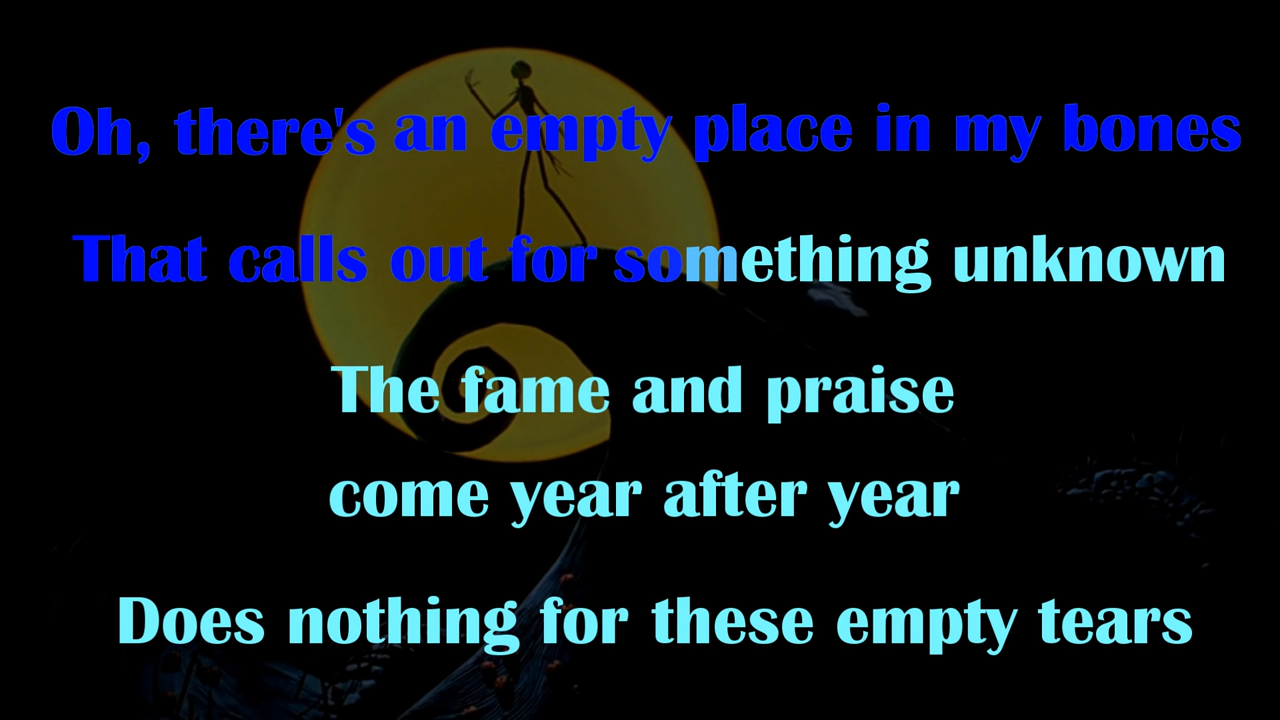 Oh, there's an empty place in my bones
That calls out for something unknown
The fame and praise
come year after year
Does nothing for these empty tears